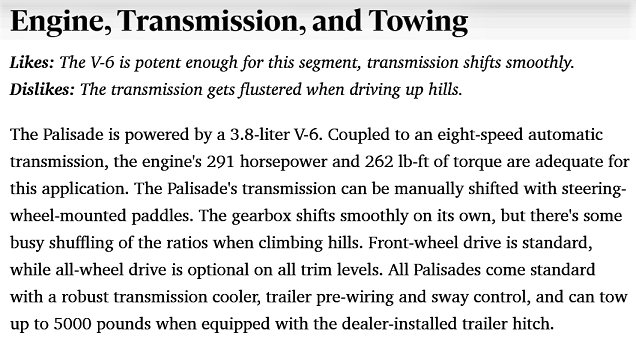 Engine, Transmission, and Towing
Likes: The V-6 is potent enough for this segment, transmission shifts smoothly.
Dislikes: The transmission gets flustered when driving up hills.
The Palisade is powered by a 3.8-liter V-6. Coupled to an eight-speed automatic
transmission, the engine's 291 horsepower and 262 lb-ft of torque are adequate for
this application. The Palisade's transmission can be manually shifted with steering-
wheel-mounted paddles. The gearbox shifts smoothly on its own, but there's some
busy shuffling of the ratios when climbing hills. Front-wheel drive is standard,
while all-wheel drive is optional on all trim levels. All Palisades come standard
with a robust transmission cooler, trailer pre-wiring and sway control, and can tow
up to 5000 pounds when equipped with the dealer-installed trailer hitch.